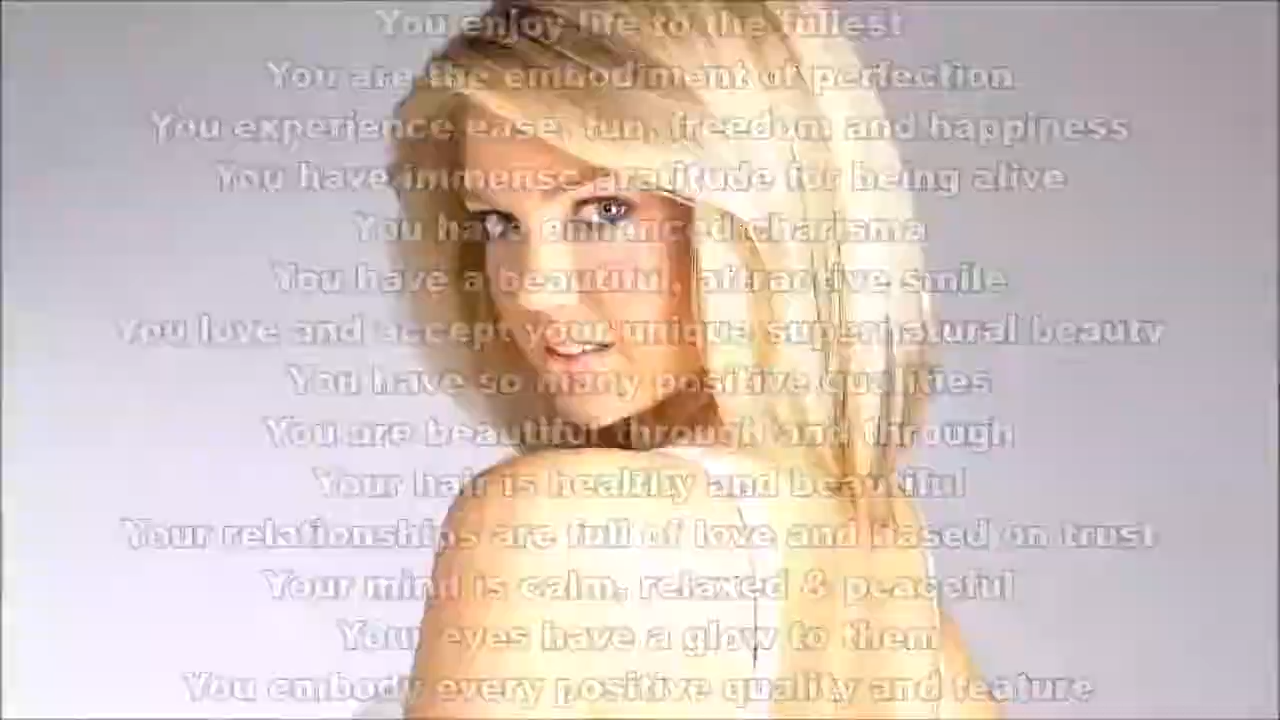 You enjoy life to the fullest
You are the embodiment of perfection
You experience ease, fun, freedom and happiness
You have immense gratitude for being alive
You have enhanced charisma
You have a beautiful, attractive smile
You love and accept your unique supernatural beauty
You have so many positive qualities
You are beautiful through and through
Your hair is healthy and beautiful
Your relationships are full of love and based on trust
Your mind is calm, relaxed & peaceful
Your eyes have a glow to them
You embody every positive quality and feature